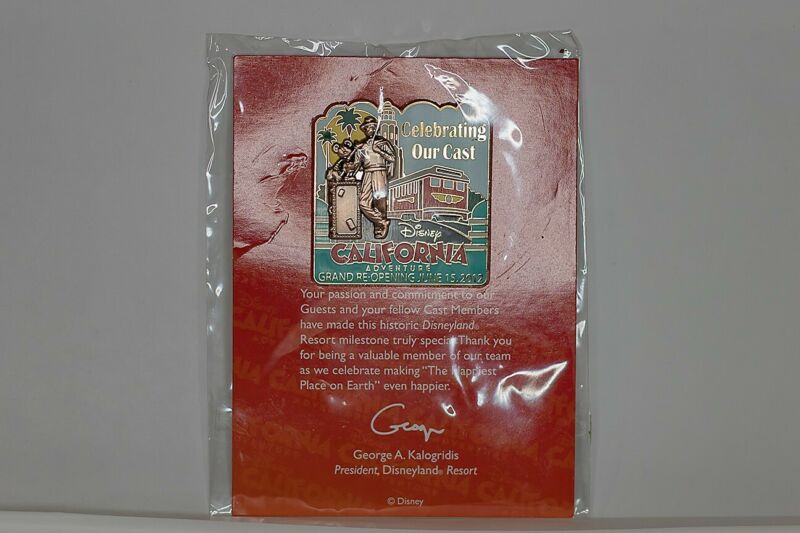 Celebrating
Our Cast
Disney
CALIFORNIA
ADVENTURE
GRAND RE-OPENING JUNE 15, 2012
Your passion and commitment to our
Guests and your fellow Cast Members
have made this historic Disneyland®
Resort milestone truly special. Thank you
for being a valuable member of our team
as we celebrate making "The Happiest
Place on Earth" even happier.
George
George A. Kalogridis
President, Disneyland® Resort
© Disney